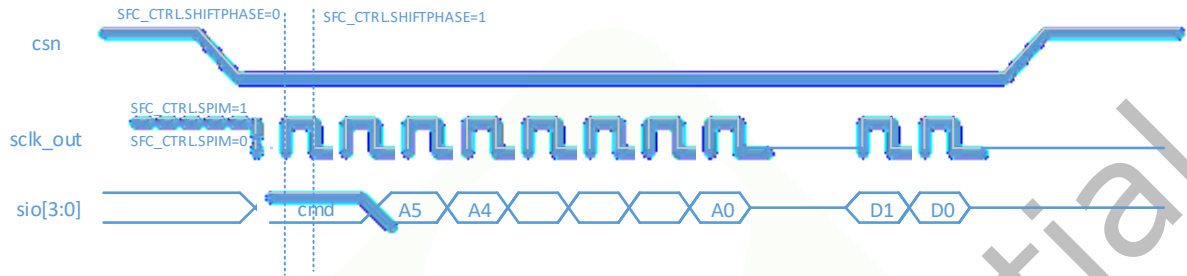 SFC_CTRL.SHIFTPHASE=0
SFC_CTRL.SHIFTPHASE=1
csn
SFC_CTRL.SPIM=1
sclk_out
SFC_CTRL.SPIM=0
sio[3:0]
cmd
A5
A4
A0
D1
D0
tial